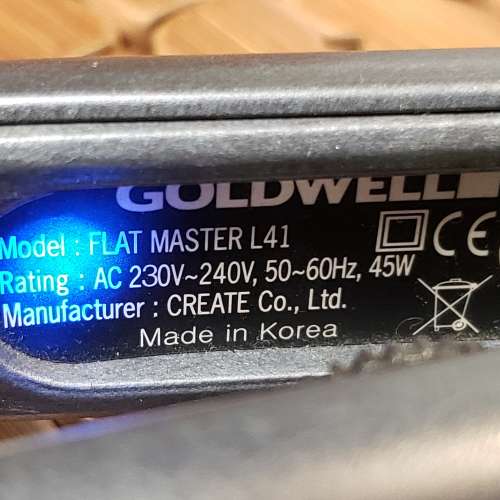 GOLDWELL
Model : FLAT MASTER L41
Rating : AC 230V~240V, 50~60Hz, 45W
Manufacturer : CREATE Co., Ltd.
Made in Korea
CE